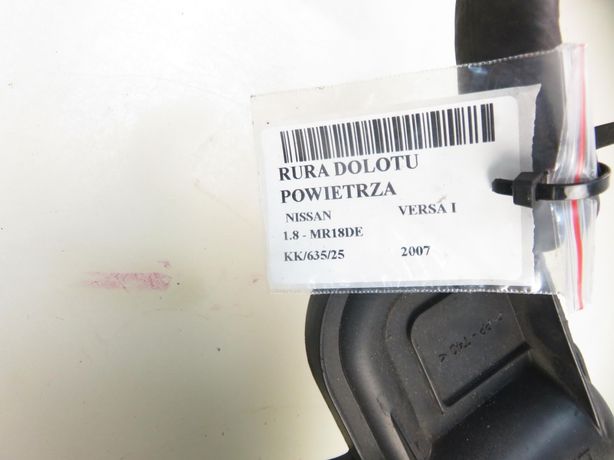 RURA DOLOTU
POWIETRZA
NISSAN VERSA I
1.8 - MR18DE
KK/635/25 2007